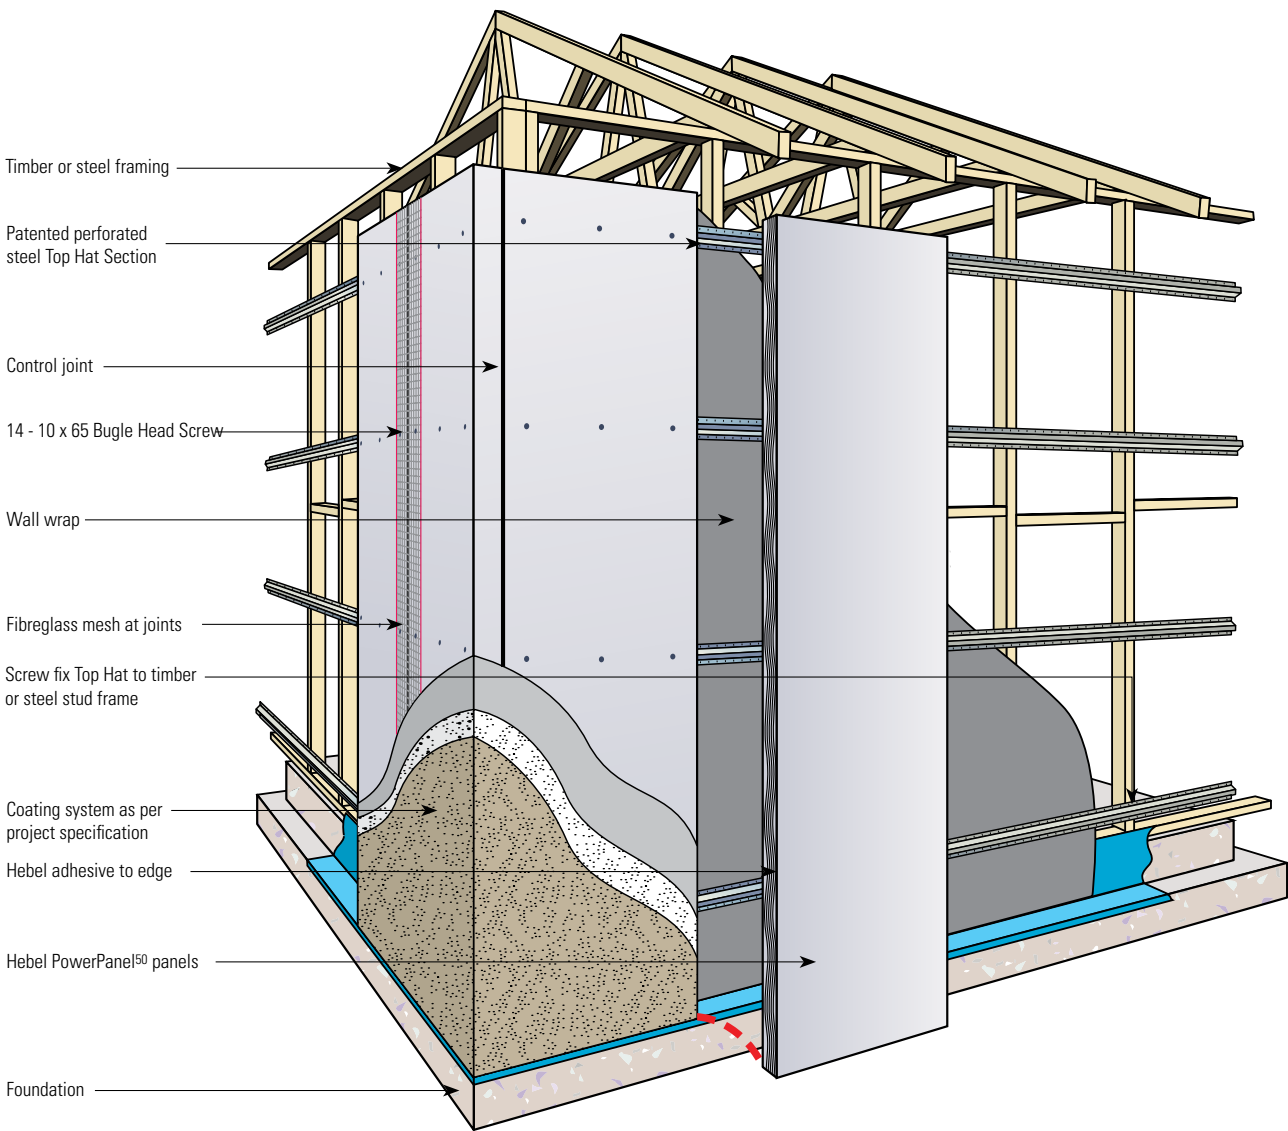 Timber or steel framing
Patented perforated
steel Top Hat Section
Control joint
14 - 10 x 65 Bugle Head Screw
Wall wrap
Fibreglass mesh at joints
Screw fix Top Hat to timber
or steel stud frame
Coating system as per
project specification
Hebel adhesive to edge
Hebel PowerPanel⁵⁰ panels
Foundation